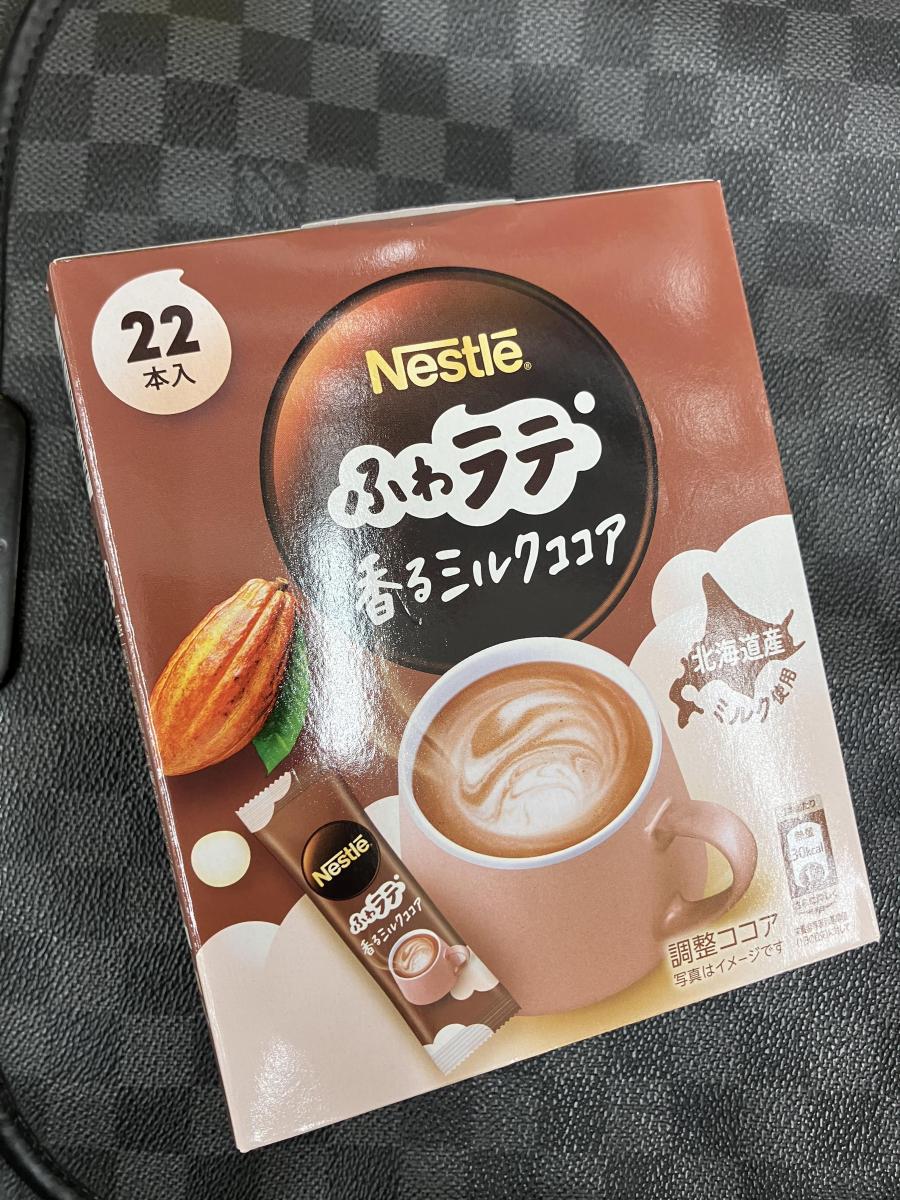 22
本入
Nestlé®
ふわラテ
香るミルクココア
北海道産
ミルク使用
Nestlé
ふわラテ
香るミルクココア
30kcal
調整ココア
写真はイメージです